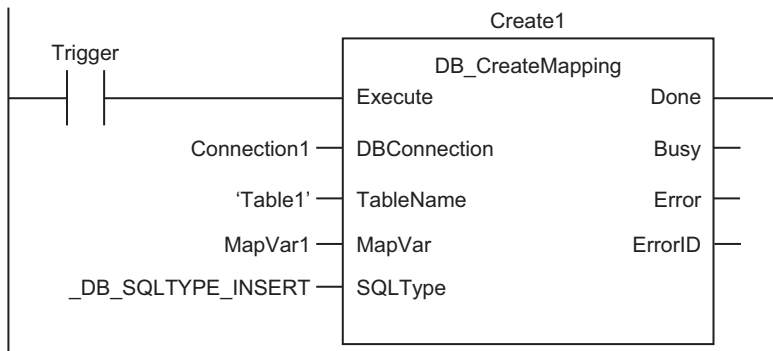 Create1
Trigger
DB_CreateMapping
Execute Done
Connection1 DBConnection Busy
‘Table1’ TableName Error
MapVar1 MapVar ErrorID
_DB_SQLTYPE_INSERT SQLType